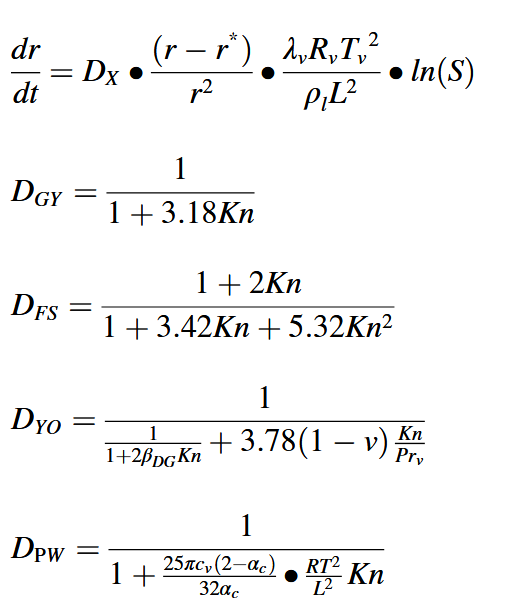 dr/dt = D_X • (r − r^*)/r² • λ_v R_v T_v²/ρ_l L² • ln(S)
D_GY = 1/(1 + 3.18Kn)
D_FS = (1 + 2Kn)/(1 + 3.42Kn + 5.32Kn²)
D_YO = 1/(1/(1+2β_DG Kn) + 3.78(1 − ν) Kn/Pr_v)
D_PW = 1/(1 + 25πc_v(2−α_c)/32α_c • RT²/L² Kn)